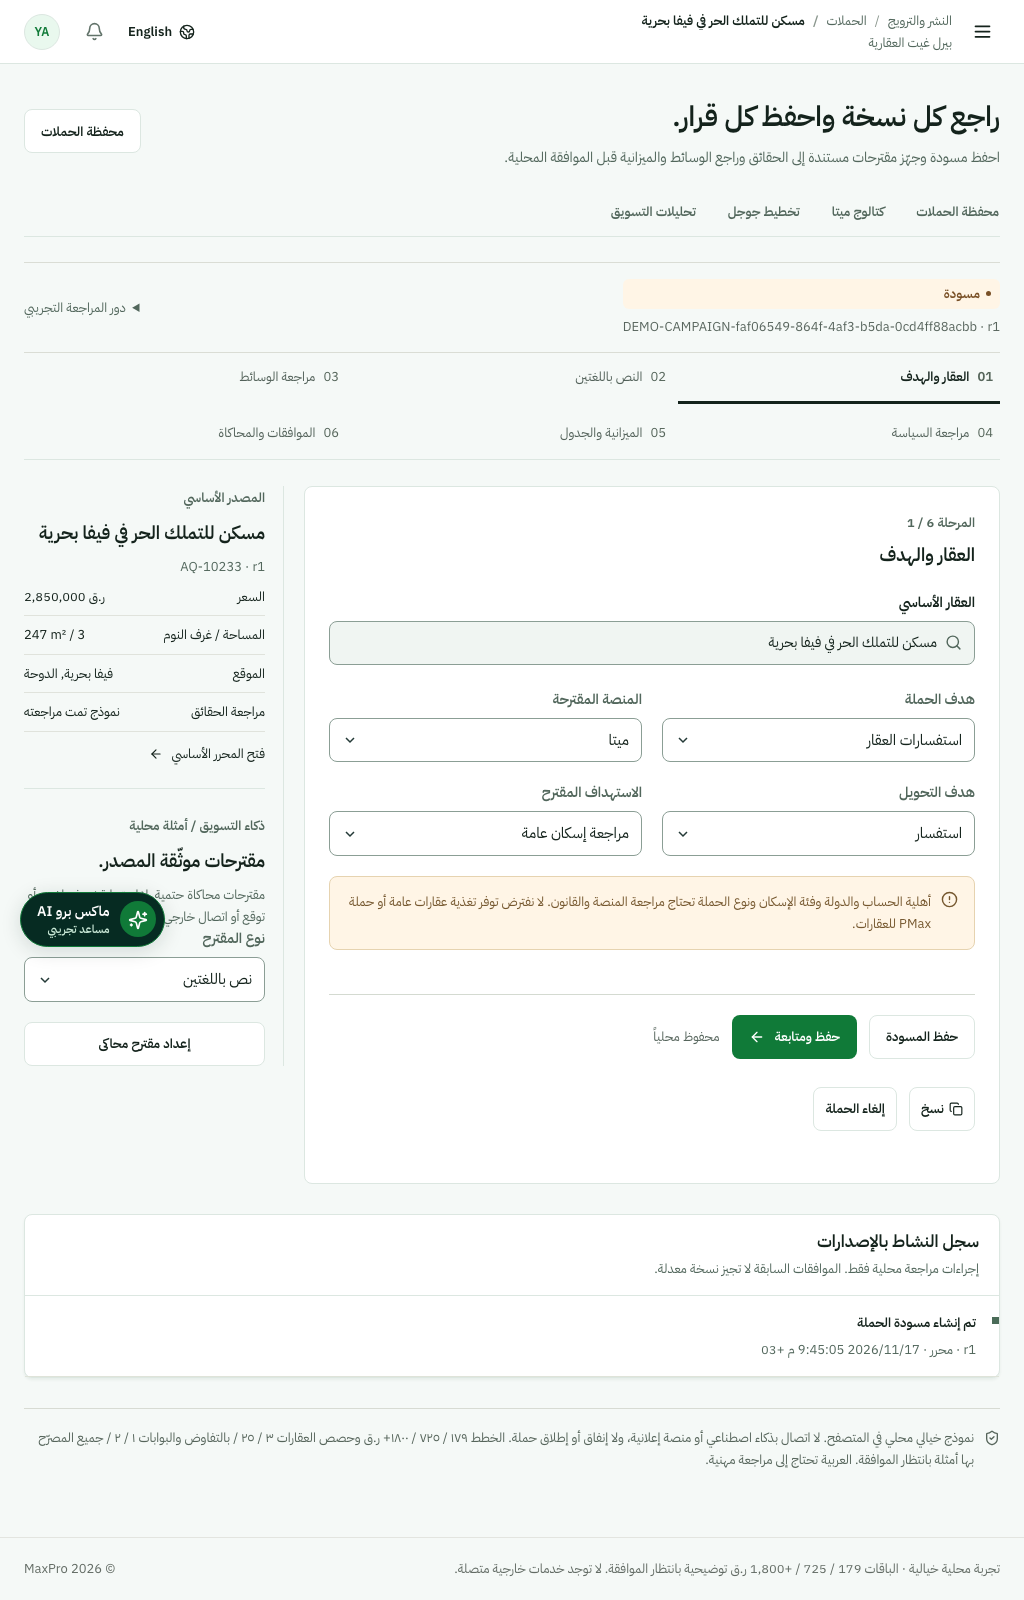 النشر والترويج / الحملات / مسكن للتملك الحر في فيفا بحرية
بيرل غيت العقارية
English
YA
راجع كل نسخة واحفظ كل قرار.
احفظ مسودة وجهّز مقترحات مستندة إلى الحقائق وراجع الوسائط والميزانية قبل الموافقة المحلية.
محفظة الحملات
محفظة الحملات
كتالوج ميتا
تخطيط جوجل
تحليلات التسويق
مسودة
DEMO-CAMPAIGN-faf06549-864f-4af3-b5da-0cd4ff88acbb · r1
دور المراجعة التجريبي
01 العقار والهدف
02 النص باللغتين
03 مراجعة الوسائط
04 مراجعة السياسة
05 الميزانية والجدول
06 الموافقات والمحاكاة
المرحلة 6 / 1
العقار والهدف
العقار الأساسي
مسكن للتملك الحر في فيفا بحرية
هدف الحملة
استفسارات العقار
المنصة المقترحة
ميتا
هدف التحويل
استفسار
الاستهداف المقترح
مراجعة إسكان عامة
أهلية الحساب والدولة وفئة الإسكان ونوع الحملة تحتاج مراجعة المنصة والقانون. لا نفترض توفر تغذية عقارات عامة أو حملة
PMax للعقارات.
حفظ المسودة
حفظ ومتابعة
محفوظ محلياً
نسخ
إلغاء الحملة
المصدر الأساسي
مسكن للتملك الحر في فيفا بحرية
AQ-10233 · r1
السعر
2,850,000 ر.ق
المساحة / غرف النوم
247 m² / 3
الموقع
فيفا بحرية, الدوحة
مراجعة الحقائق
نموذج تمت مراجعته
فتح المحرر الأساسي
ذكاء التسويق / أمثلة محلية
مقترحات موثّقة المصدر.
مقترحات محاكاة حتمية
توقع أو اتصال خارجي
ماكس برو AI
مساعد تجريبي
نوع المقترح
نص باللغتين
إعداد مقترح محاكى
سجل النشاط بالإصدارات
إجراءات مراجعة محلية فقط. الموافقات السابقة لا تجيز نسخة معدلة.
تم إنشاء مسودة الحملة
r1 · محرر · 2026/11/17 9:45:05 م +03
نموذج خيالي محلي في المتصفح. لا اتصال بذكاء اصطناعي أو منصة إعلانية، ولا إنفاق أو إطلاق حملة. الخطط ١٧٩ / ٧٢٥ / ١٨٠٠+ ر.ق وحصص العقارات ٣ / ٢٥ / بالتفاوض والبوابات ١ / ٢ / جميع المصرّح
بها أمثلة بانتظار الموافقة. العربية تحتاج إلى مراجعة مهنية.
تجربة محلية خيالية · الباقات 179 / 725 / +1,800 ر.ق توضيحية بانتظار الموافقة. لا توجد خدمات خارجية متصلة.
© 2026 MaxPro